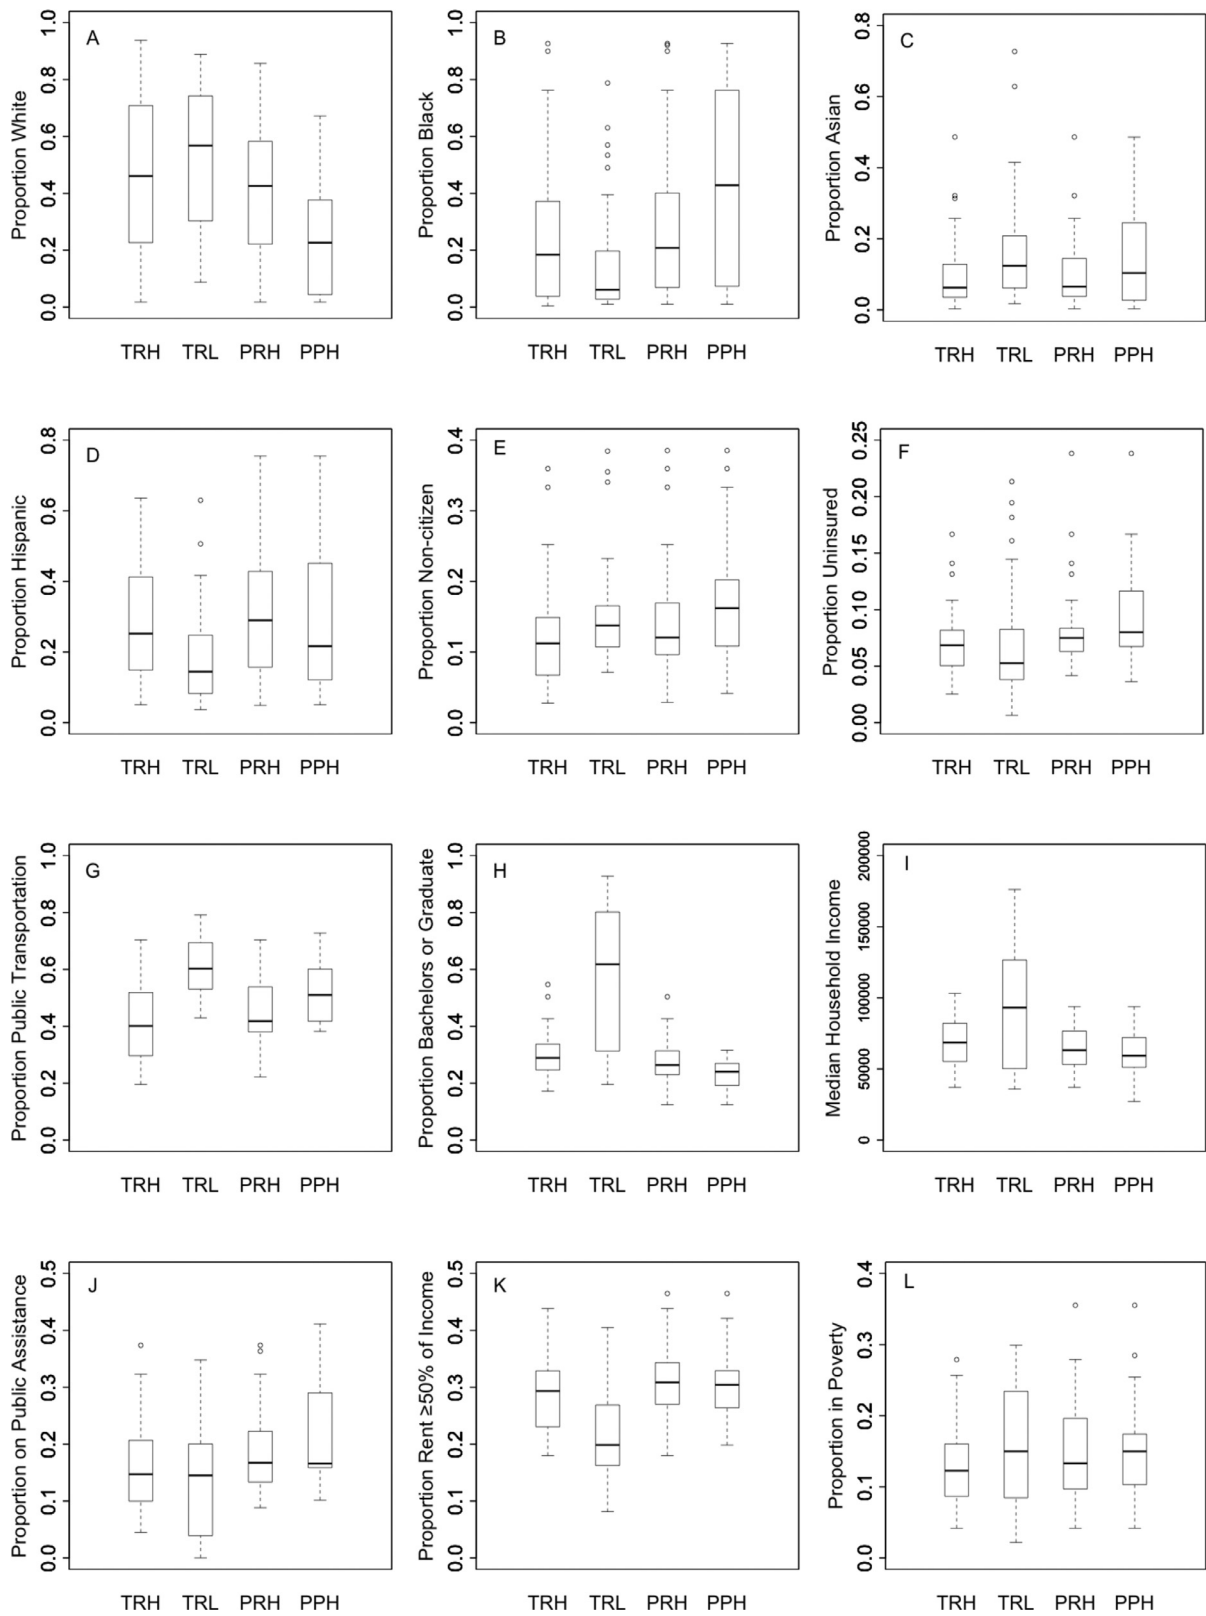 A
Proportion White
0.0 0.2 0.4 0.6 0.8 1.0
TRH TRL PRH PPH
B
Proportion Black
0.0 0.2 0.4 0.6 0.8 1.0
TRH TRL PRH PPH
C
Proportion Asian
0.0 0.2 0.4 0.6 0.8
TRH TRL PRH PPH
D
Proportion Hispanic
0.0 0.2 0.4 0.6 0.8
TRH TRL PRH PPH
E
Proportion Non-citizen
0.0 0.1 0.2 0.3 0.4
TRH TRL PRH PPH
F
Proportion Uninsured
0.00 0.05 0.10 0.15 0.20 0.25
TRH TRL PRH PPH
G
Proportion Public Transportation
0.0 0.2 0.4 0.6 0.8 1.0
TRH TRL PRH PPH
H
Proportion Bachelors or Graduate
0.0 0.2 0.4 0.6 0.8 1.0
TRH TRL PRH PPH
I
Median Household Income
0 50000 100000 150000 200000
TRH TRL PRH PPH
J
Proportion on Public Assistance
0.0 0.1 0.2 0.3 0.4 0.5
TRH TRL PRH PPH
K
Proportion Rent ≥50% of Income
0.0 0.1 0.2 0.3 0.4 0.5
TRH TRL PRH PPH
L
Proportion in Poverty
0.0 0.1 0.2 0.3 0.4
TRH TRL PRH PPH